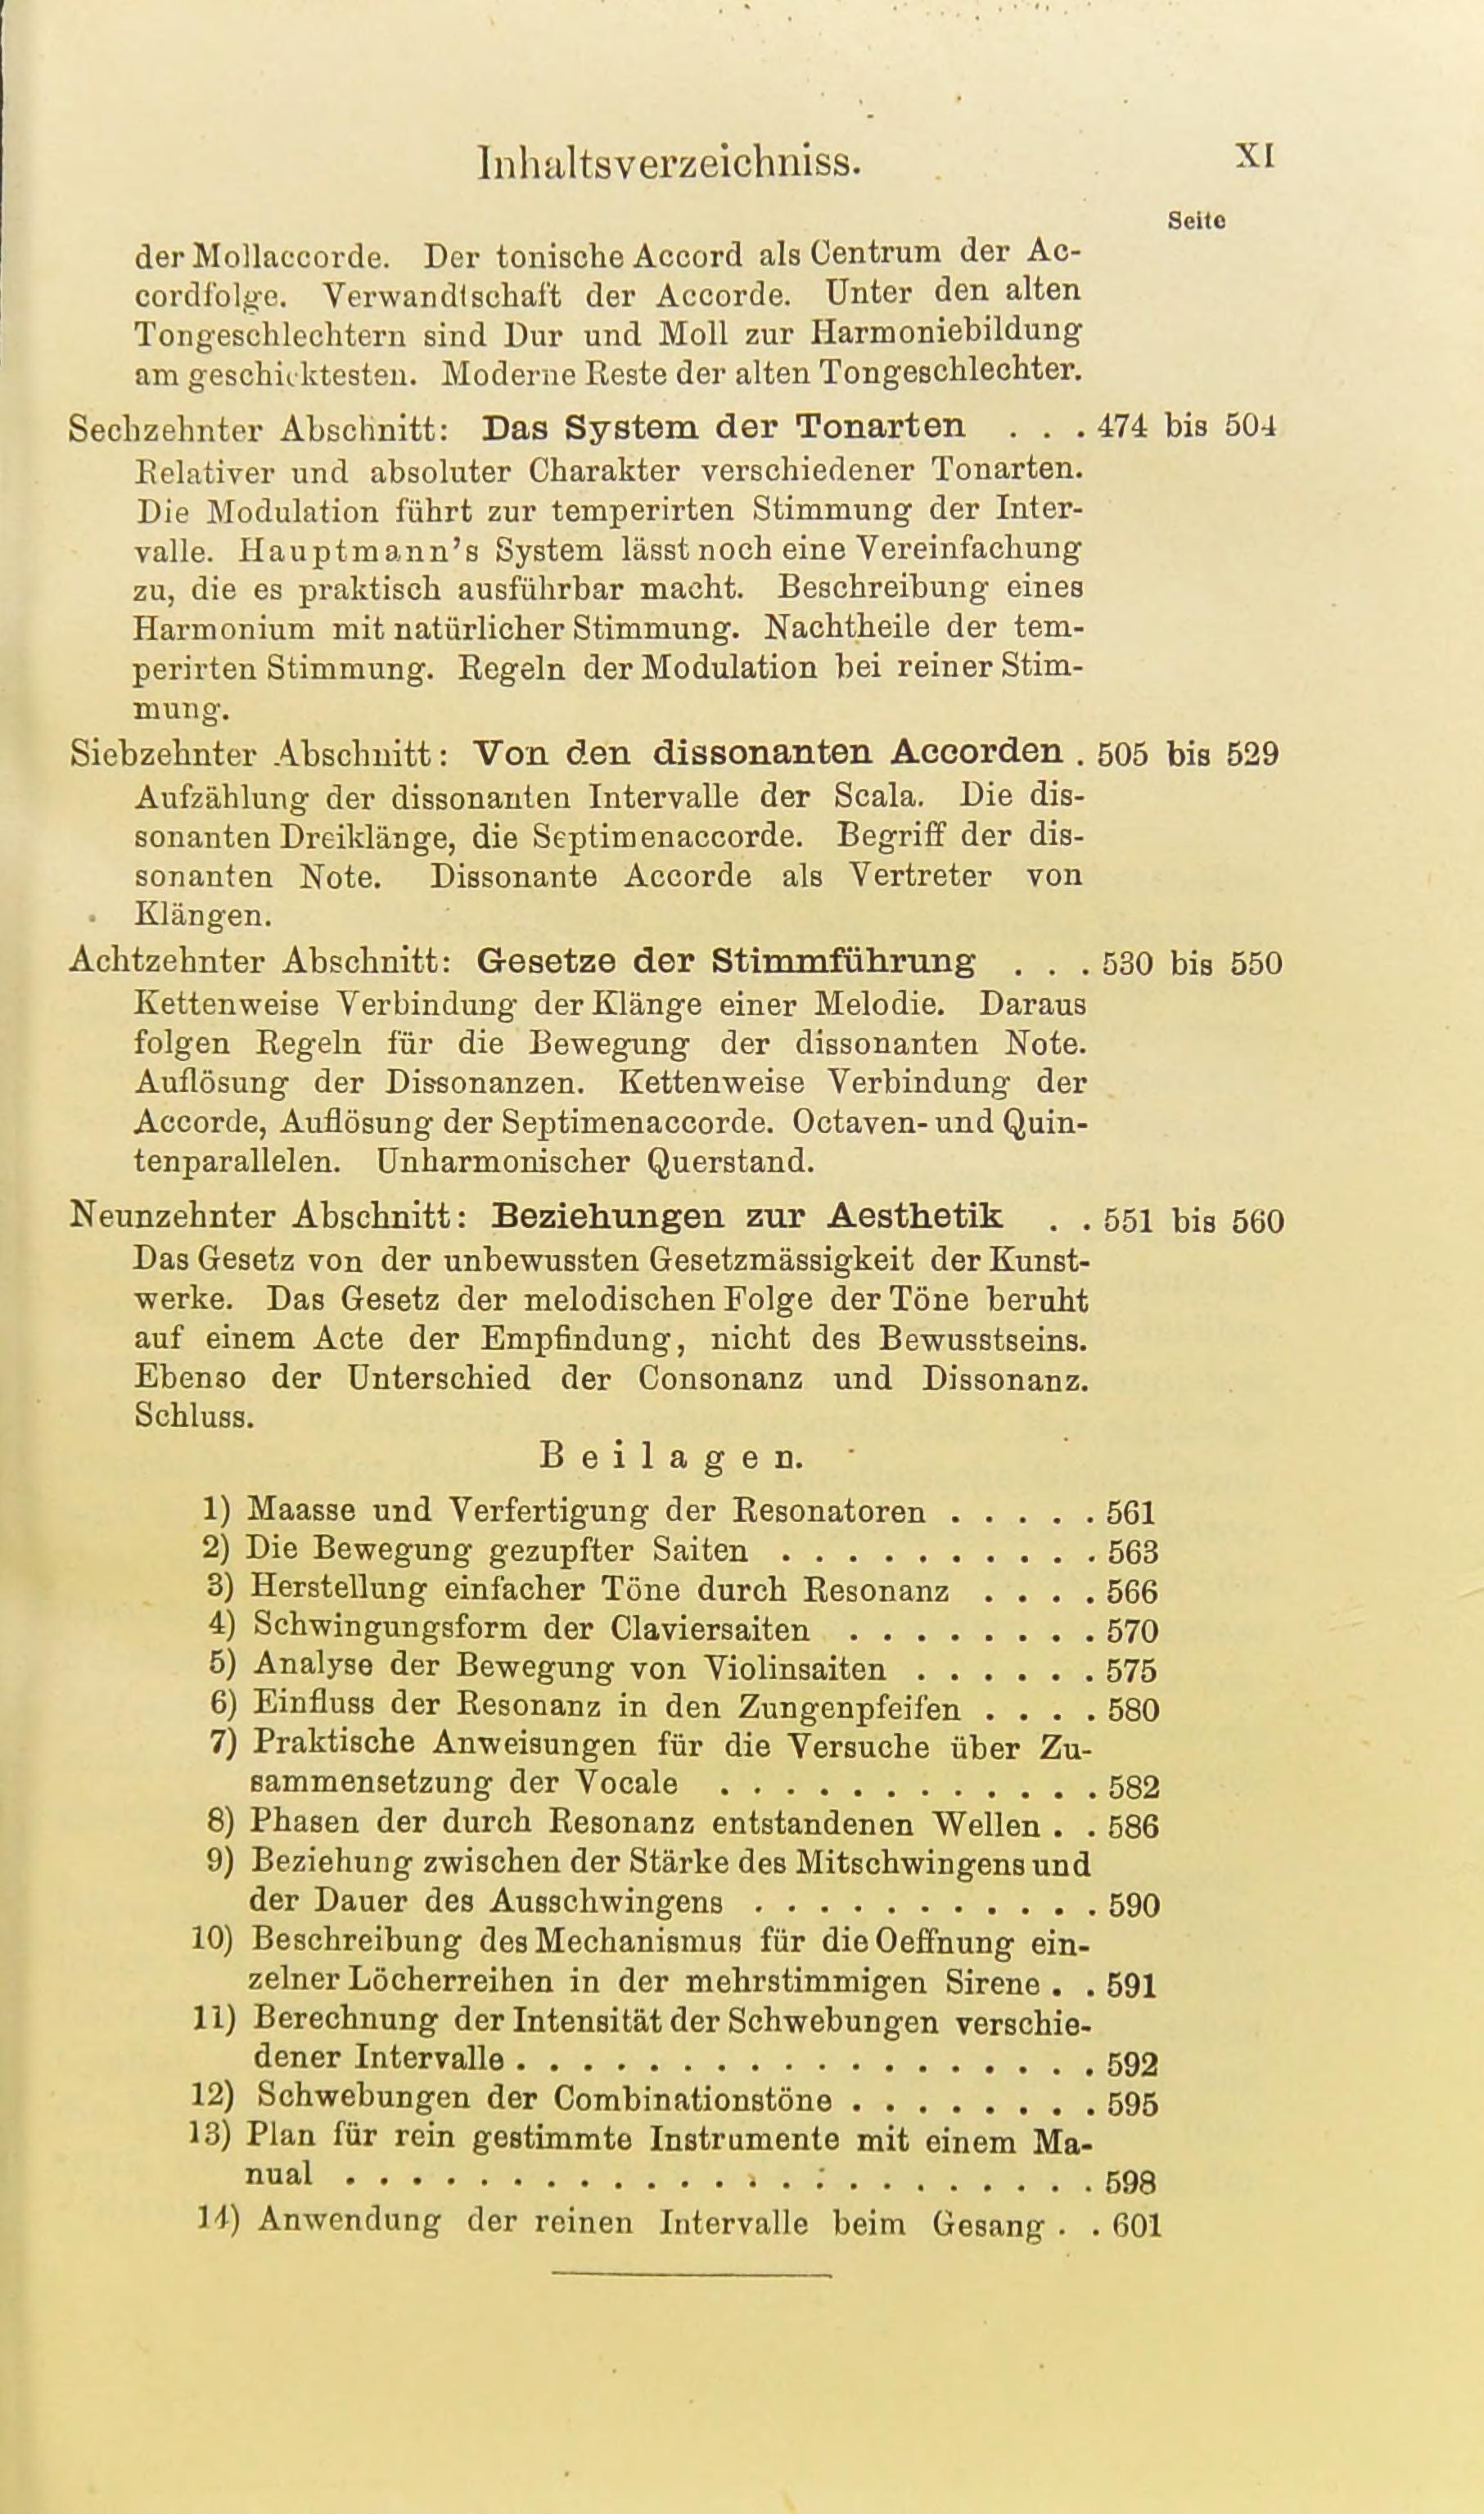 Inhaltsverzeichniss. XI
Seite
der Mollaccorde. Der tonische Accord als Centrum der Ac-
cordfolge. Verwandtschaft der Accorde. Unter den alten
Tongeschlechtern sind Dur und Moll zur Harmoniebildung
am geschicktesten. Moderne Reste der alten Tongeschlechter.
Sechzehnter Abschnitt: Das System der Tonarten . . . 474 bis 504
Relativer und absoluter Charakter verschiedener Tonarten.
Die Modulation führt zur temperirten Stimmung der Inter-
valle. Hauptmann's System lässt noch eine Vereinfachung
zu, die es praktisch ausführbar macht. Beschreibung eines
Harmonium mit natürlicher Stimmung. Nachtheile der tem-
perirten Stimmung. Regeln der Modulation bei reiner Stim-
mung.
Siebzehnter Abschnitt: Von den dissonanten Accorden . 505 bis 529
Aufzählung der dissonanten Intervalle der Scala. Die dis-
sonanten Dreiklänge, die Septimenaccorde. Begriff der dis-
sonanten Note. Dissonante Accorde als Vertreter von
Klängen.
Achtzehnter Abschnitt: Gesetze der Stimmführung . . . 530 bis 550
Kettenweise Verbindung der Klänge einer Melodie. Daraus
folgen Regeln für die Bewegung der dissonanten Note.
Auflösung der Dissonanzen. Kettenweise Verbindung der
Accorde, Auflösung der Septimenaccorde. Octaven- und Quin-
tenparallelen. Unharmonischer Querstand.
Neunzehnter Abschnitt: Beziehungen zur Aesthetik . . 551 bis 560
Das Gesetz von der unbewussten Gesetzmässigkeit der Kunst-
werke. Das Gesetz der melodischen Folge der Töne beruht
auf einem Acte der Empfindung, nicht des Bewusstseins.
Ebenso der Unterschied der Consonanz und Dissonanz.
Schluss.
Beilagen.
1) Maasse und Verfertigung der Resonatoren . . . . . 561
2) Die Bewegung gezupfter Saiten . . . . . . . . . . 563
3) Herstellung einfacher Töne durch Resonanz . . . . 566
4) Schwingungsform der Claviersaiten . . . . . . . . 570
5) Analyse der Bewegung von Violinsaiten . . . . . . 575
6) Einfluss der Resonanz in den Zungenpfeifen . . . . 580
7) Praktische Anweisungen für die Versuche über Zu-
sammensetzung der Vocale . . . . . . . . . . . . 582
8) Phasen der durch Resonanz entstandenen Wellen . . 586
9) Beziehung zwischen der Stärke des Mitschwingens und
der Dauer des Ausschwingens . . . . . . . . . . . 590
10) Beschreibung des Mechanismus für die Oeffnung ein-
zelner Löcherreihen in der mehrstimmigen Sirene . . 591
11) Berechnung der Intensität der Schwebungen verschie-
dener Intervalle . . . . . . . . . . . . . . . . . . 592
12) Schwebungen der Combinationstöne . . . . . . . . 595
13) Plan für rein gestimmte Instrumente mit einem Ma-
nual . . . . . . . . . . . . . . . . . . . . . . . 598
14) Anwendung der reinen Intervalle beim Gesang . . 601